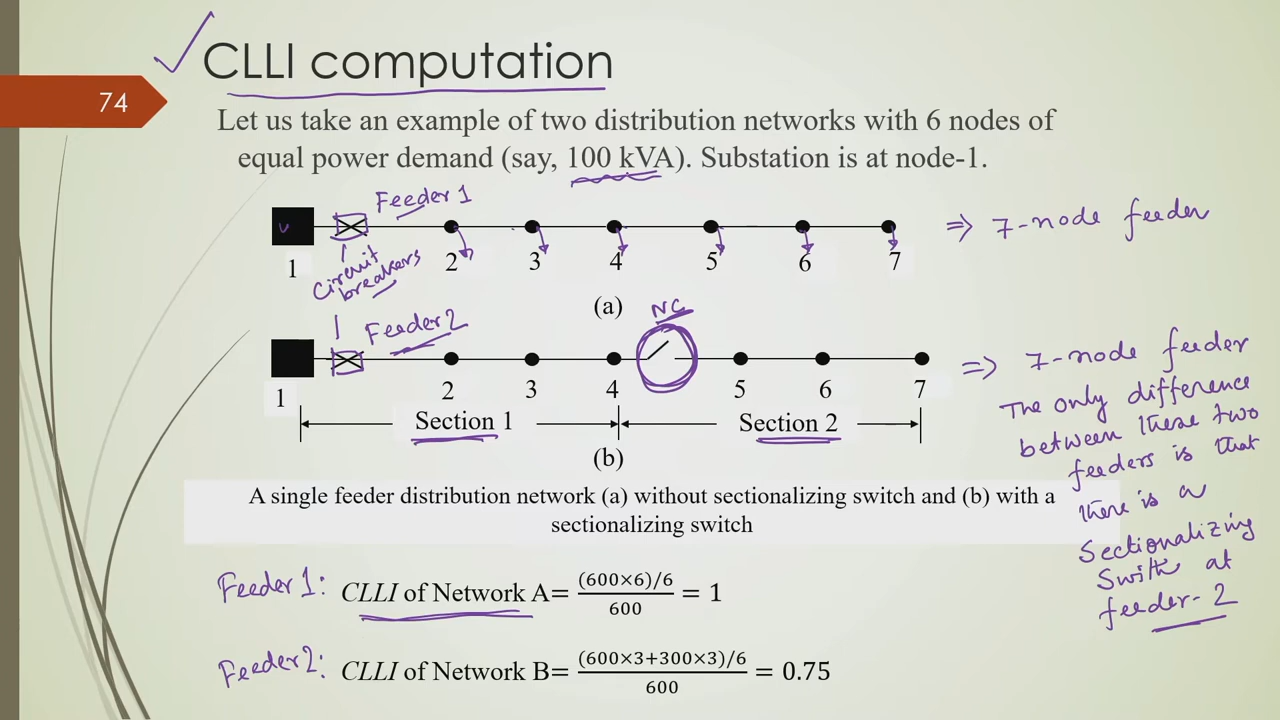 CLLI computation
74
Let us take an example of two distribution networks with 6 nodes of
equal power demand (say, 100 kVA). Substation is at node-1.
Feeder 1
⇒ 7-node feeder
1 2 3 4 5 6 7
Circuit
breakers
(a)
NC
Feeder 2
⇒ 7-node feeder
1 2 3 4 5 6 7
The only difference
between these two
feeders is that
there is a
Sectionalizing
Swith at
feeder-2
Section 1 Section 2
(b)
A single feeder distribution network (a) without sectionalizing switch and (b) with a
sectionalizing switch
Feeder 1: CLLI of Network A= (600×6)/6 / 600 = 1
Feeder 2: CLLI of Network B= (600×3+300×3)/6 / 600 = 0.75